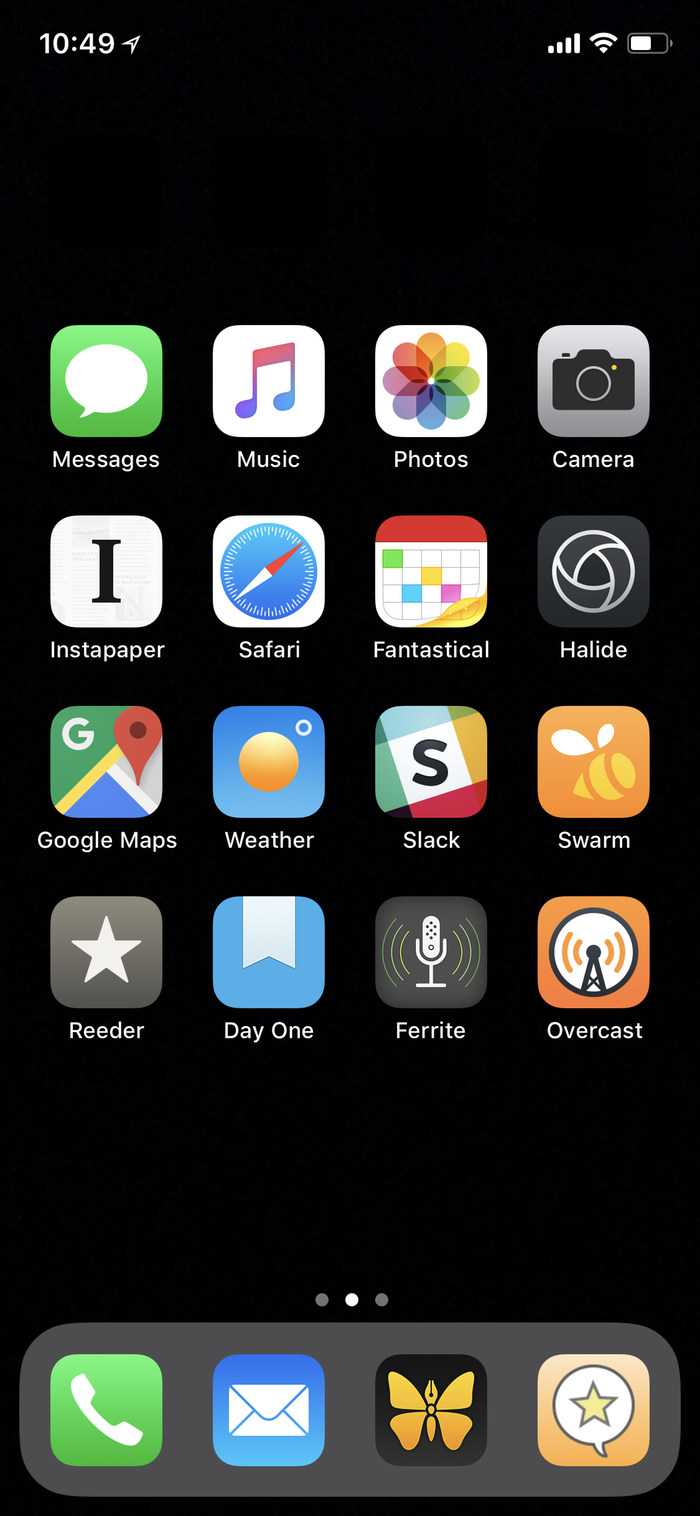 10:49
Messages Music Photos Camera
I
Instapaper Safari Fantastical Halide
G S
Google Maps Weather Slack Swarm
Reeder Day One Ferrite Overcast